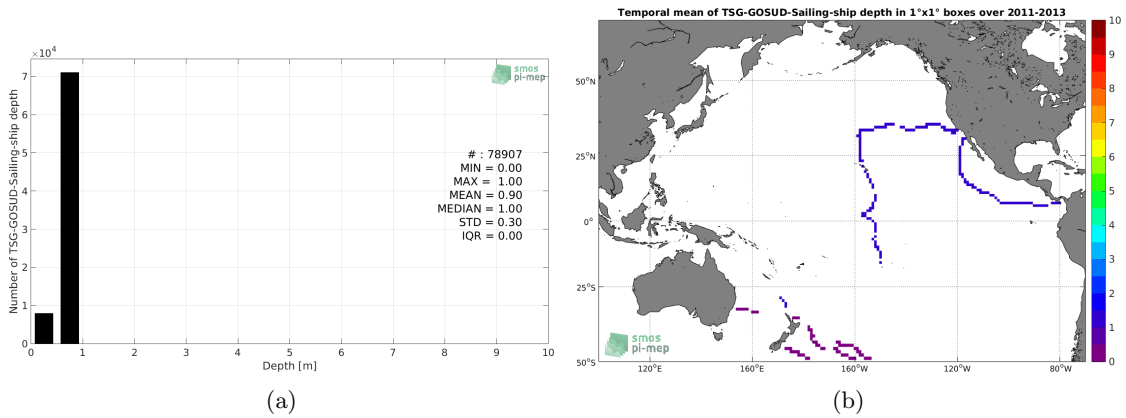 ×10⁴
7
6
5
4
3
2
1
0
Number of TSG-GOSUD-Sailing-ship depth
0 1 2 3 4 5 6 7 8 9 10
Depth [m]
smos
pi-mep
# : 78907
MIN = 0.00
MAX = 1.00
MEAN = 0.90
MEDIAN = 1.00
STD = 0.30
IQR = 0.00
(a)
Temporal mean of TSG-GOSUD-Sailing-ship depth in 1°x1° boxes over 2011-2013
50°N
25°N
0°
25°S
50°S
120°E 160°E 160°W 120°W 80°W
smos
pi-mep
10
9
8
7
6
5
4
3
2
1
0
(b)